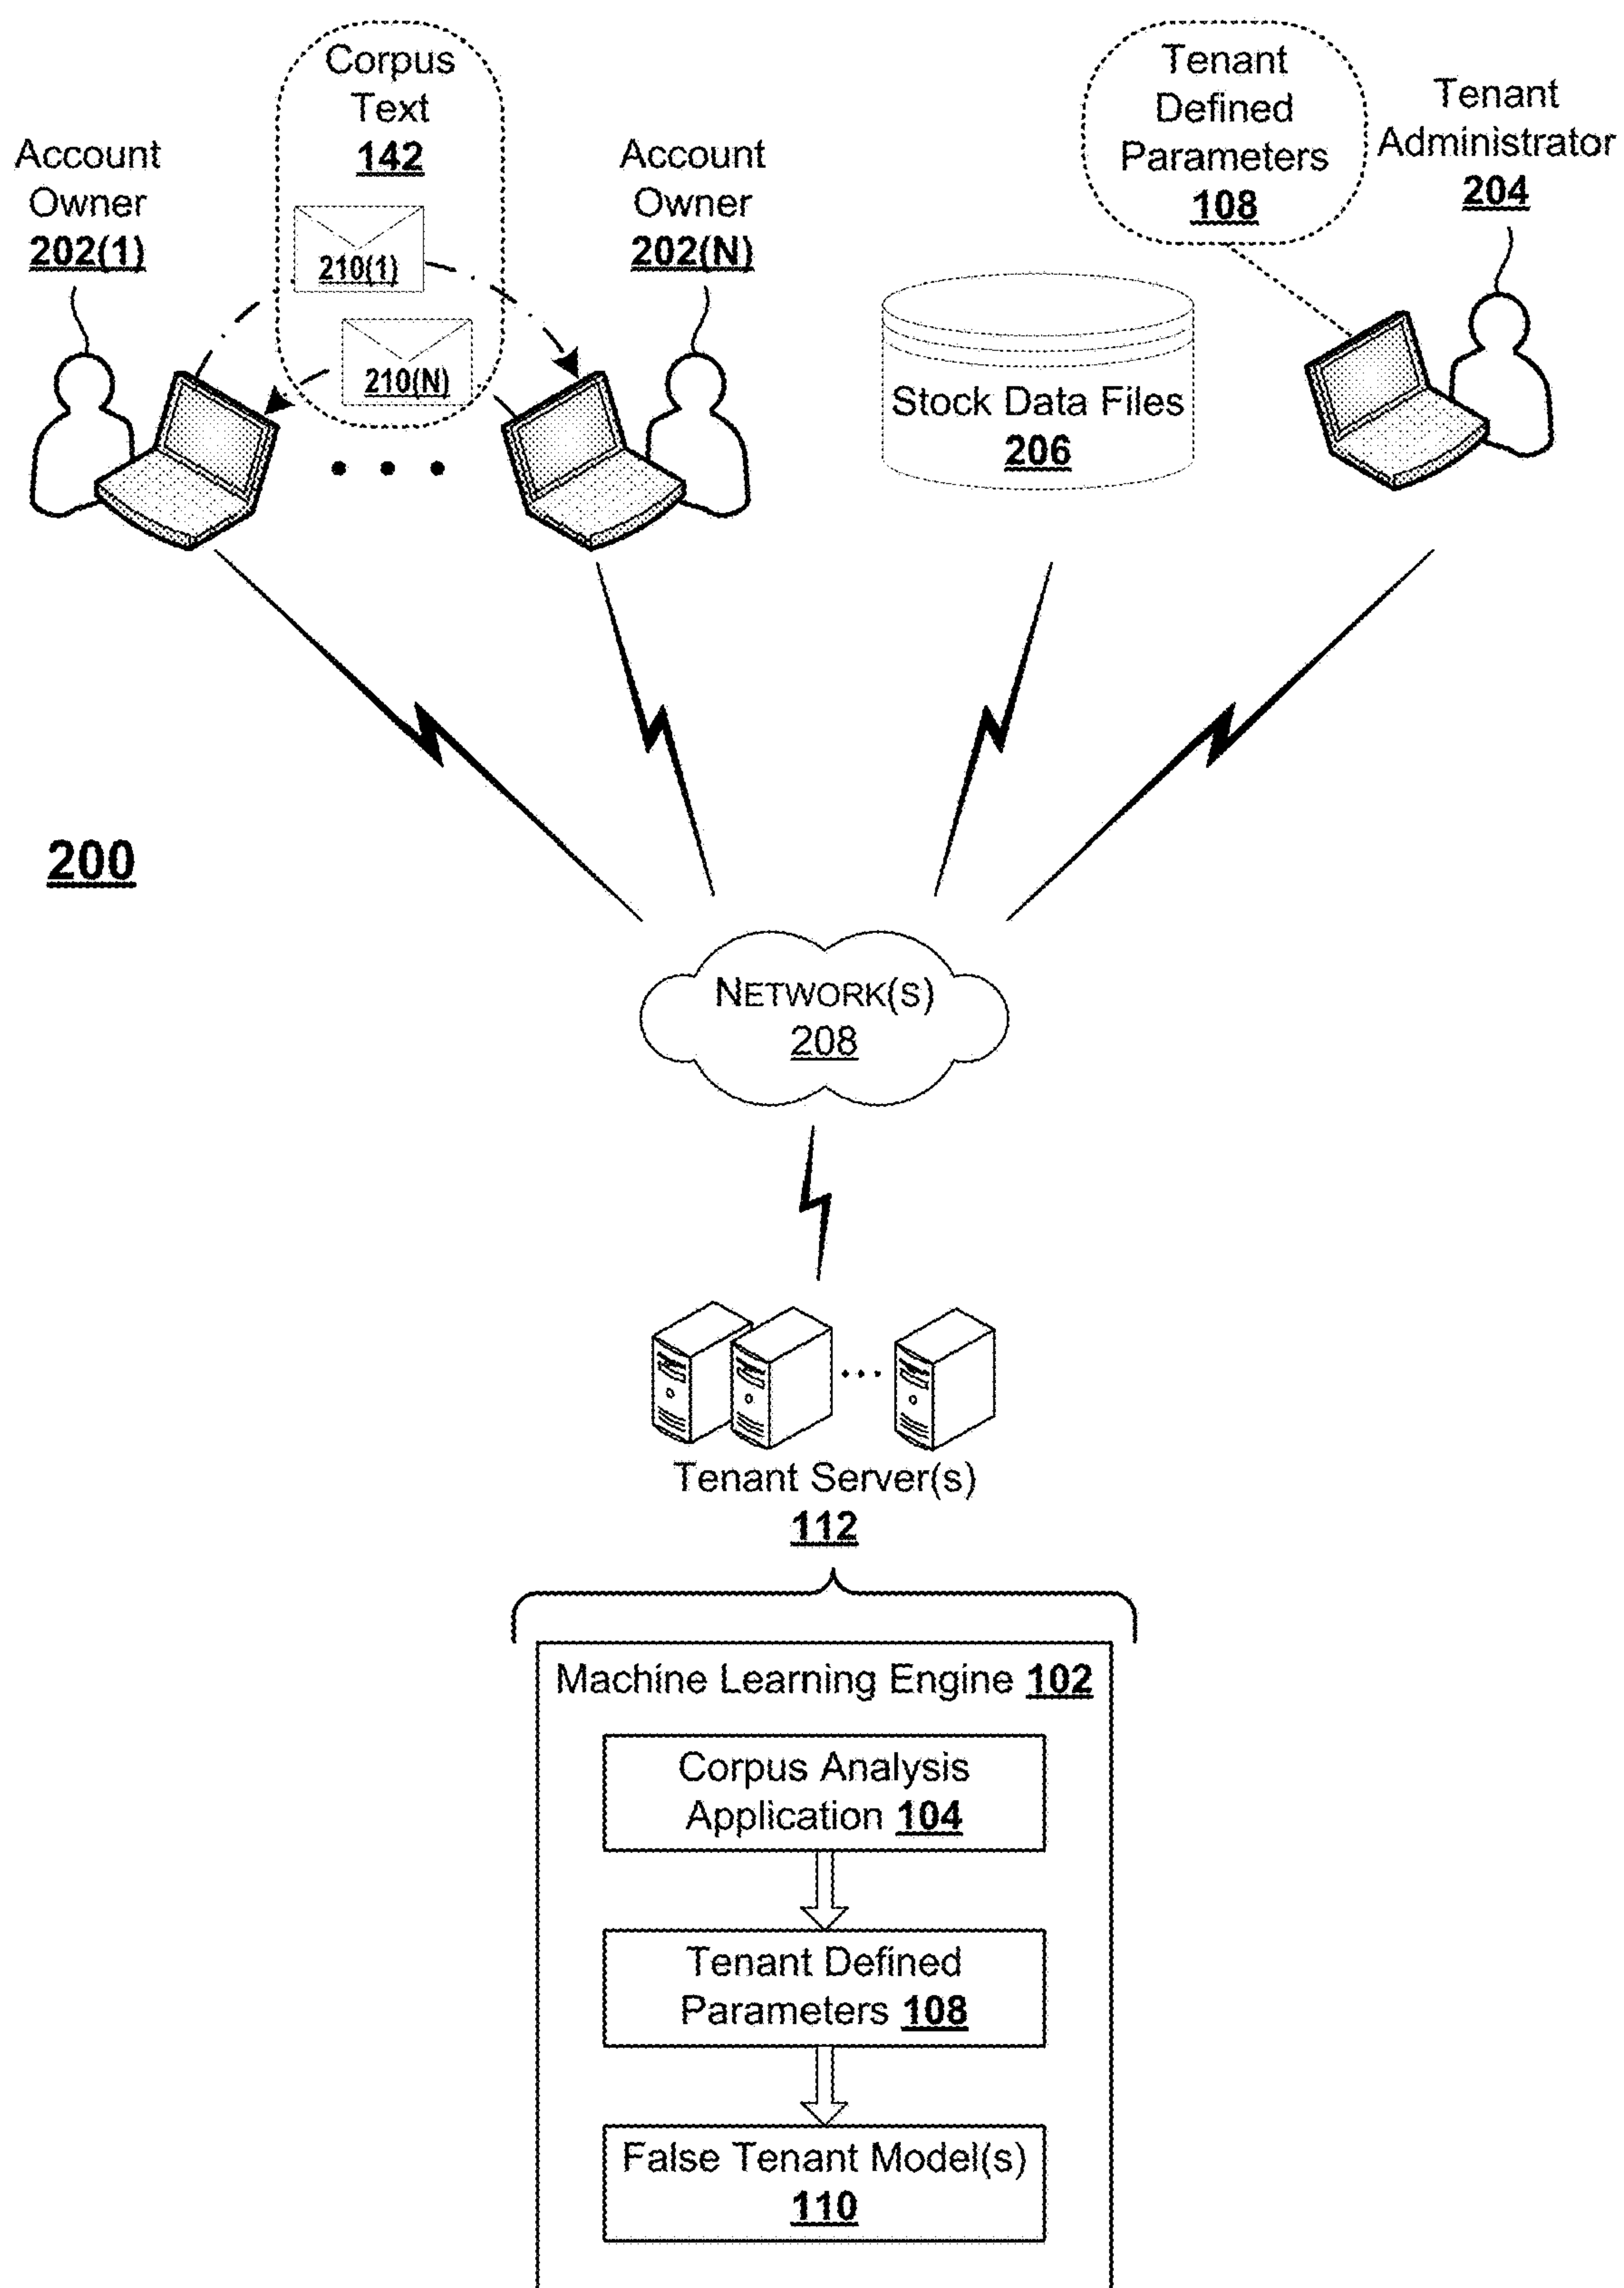 Corpus
Text
142
Account
Owner
202(1)
210(1)
210(N)
Account
Owner
202(N)
Tenant
Defined
Parameters
108
Tenant
Administrator
204
Stock Data Files
206
200
NETWORK(S)
208
Tenant Server(s)
112
Machine Learning Engine 102
Corpus Analysis
Application 104
Tenant Defined
Parameters 108
False Tenant Model(s)
110